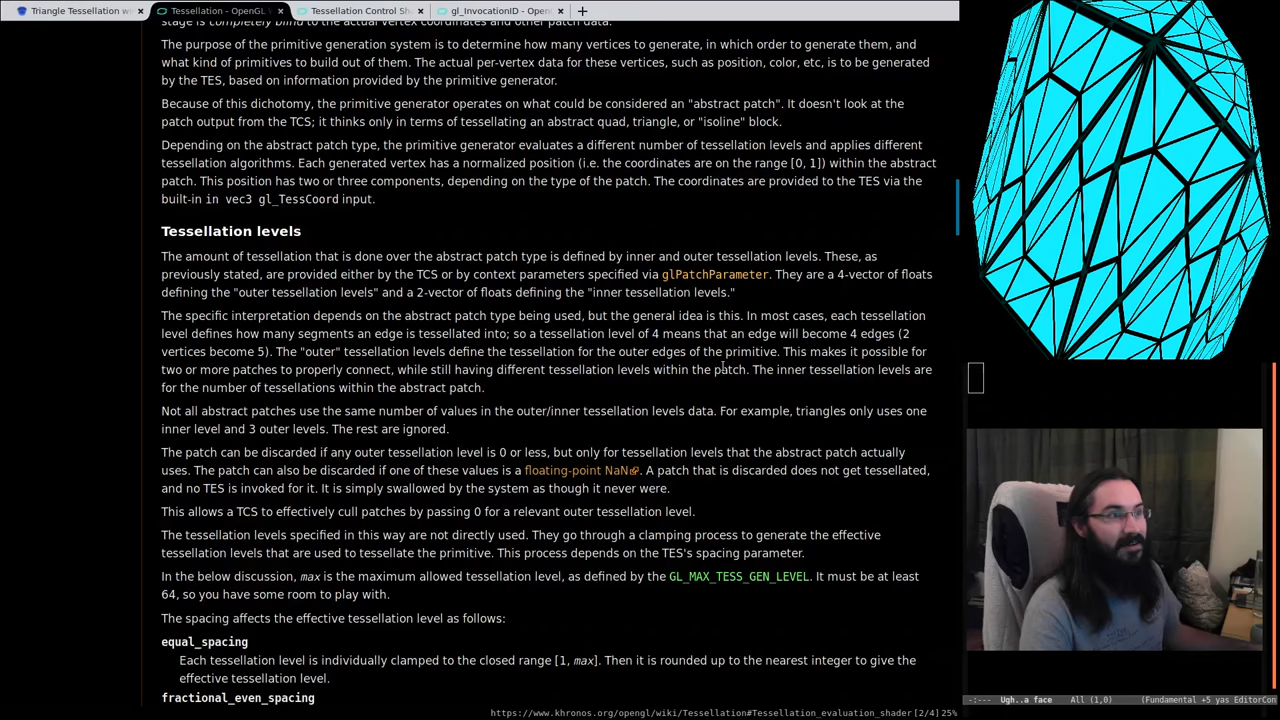 Triangle Tessellation wi
Tessellation - OpenGL
Tessellation Control Sh
gl_InvocationID - Open
stage is completely blind to the actual vertex coordinates and other patch data.
The purpose of the primitive generation system is to determine how many vertices to generate, in which order to generate them, and
what kind of primitives to build out of them. The actual per-vertex data for these vertices, such as position, color, etc, is to be generated
by the TES, based on information provided by the primitive generator.
Because of this dichotomy, the primitive generator operates on what could be considered an "abstract patch". It doesn't look at the
patch output from the TCS; it thinks only in terms of tessellating an abstract quad, triangle, or "isoline" block.
Depending on the abstract patch type, the primitive generator evaluates a different number of tessellation levels and applies different
tessellation algorithms. Each generated vertex has a normalized position (i.e. the coordinates are on the range [0, 1]) within the abstract
patch. This position has two or three components, depending on the type of the patch. The coordinates are provided to the TES via the
built-in in vec3 gl_TessCoord input.
Tessellation levels
The amount of tessellation that is done over the abstract patch type is defined by inner and outer tessellation levels. These, as
previously stated, are provided either by the TCS or by context parameters specified via glPatchParameter. They are a 4-vector of floats
defining the "outer tessellation levels" and a 2-vector of floats defining the "inner tessellation levels."
The specific interpretation depends on the abstract patch type being used, but the general idea is this. In most cases, each tessellation
level defines how many segments an edge is tessellated into; so a tessellation level of 4 means that an edge will become 4 edges (2
vertices become 5). The "outer" tessellation levels define the tessellation for the outer edges of the primitive. This makes it possible for
two or more patches to properly connect, while still having different tessellation levels within the patch. The inner tessellation levels are
for the number of tessellations within the abstract patch.
Not all abstract patches use the same number of values in the outer/inner tessellation levels data. For example, triangles only uses one
inner level and 3 outer levels. The rest are ignored.
The patch can be discarded if any outer tessellation level is 0 or less, but only for tessellation levels that the abstract patch actually
uses. The patch can also be discarded if one of these values is a floating-point NaN. A patch that is discarded does not get tessellated,
and no TES is invoked for it. It is simply swallowed by the system as though it never were.
This allows a TCS to effectively cull patches by passing 0 for a relevant outer tessellation level.
The tessellation levels specified in this way are not directly used. They go through a clamping process to generate the effective
tessellation levels that are used to tessellate the primitive. This process depends on the TES's spacing parameter.
In the below discussion, max is the maximum allowed tessellation level, as defined by the GL_MAX_TESS_GEN_LEVEL. It must be at least
64, so you have some room to play with.
The spacing affects the effective tessellation level as follows:
equal_spacing
Each tessellation level is individually clamped to the closed range [1, max]. Then it is rounded up to the nearest integer to give the
effective tessellation level.
fractional_even_spacing
https://www.khronos.org/opengl/wiki/Tessellation#Tessellation_evaluation_shader [2/4] 25%
-:--- Ugh..a face All (1,0) (Fundamental +5 yas EditorCon